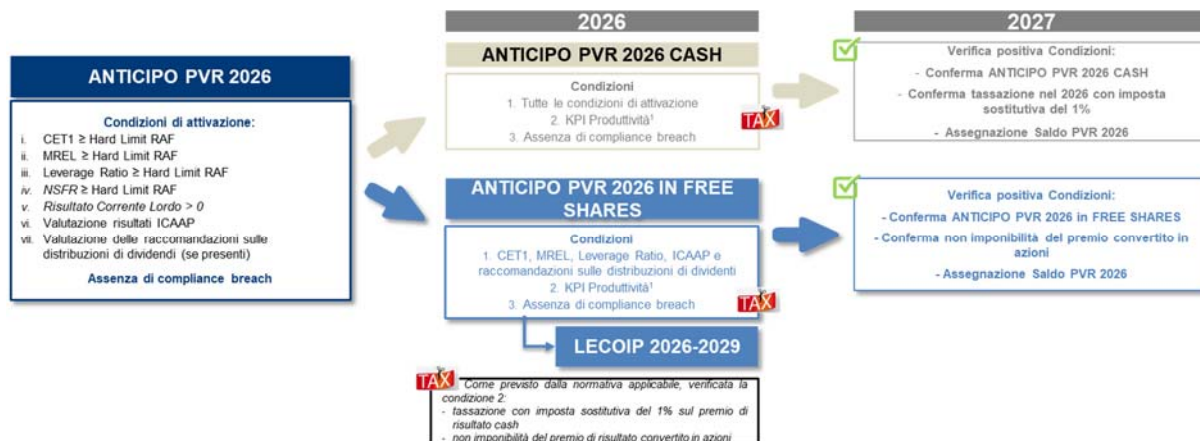 ANTICIPO PVR 2026
Condizioni di attivazione:
i. CET1 ≥ Hard Limit RAF
ii. MREL ≥ Hard Limit RAF
iii. Leverage Ratio ≥ Hard Limit RAF
iv. NSFR ≥ Hard Limit RAF
v. Risultato Corrente Lordo > 0
vi. Valutazione risultati ICAAP
vii. Valutazione delle raccomandazioni sulle
distribuzioni di dividendi (se presenti)
Assenza di compliance breach
2026
ANTICIPO PVR 2026 CASH
Condizioni
1. Tutte le condizioni di attivazione
2. KPI Produttività¹
3. Assenza di compliance breach
TAX
ANTICIPO PVR 2026 IN FREE
SHARES
Condizioni
1. CET1, MREL, Leverage Ratio, ICAAP e
raccomandazioni sulle distribuzioni di dividenti
2. KPI Produttività¹
3. Assenza di compliance breach
TAX
LECOIP 2026-2029
TAX
Come previsto dalla normativa applicabile, verificata la
condizione 2:
- tassazione con imposta sostitutiva del 1% sul premio di
risultato cash
- non imponibilità del premio di risultato convertito in azioni
2027
Verifica positiva Condizioni:
- Conferma ANTICIPO PVR 2026 CASH
- Conferma tassazione nel 2026 con imposta
sostitutiva del 1%
- Assegnazione Saldo PVR 2026
Verifica positiva Condizioni:
- Conferma ANTICIPO PVR 2026 in FREE SHARES
- Conferma non imponibilità del premio convertito in
azioni
- Assegnazione Saldo PVR 2026